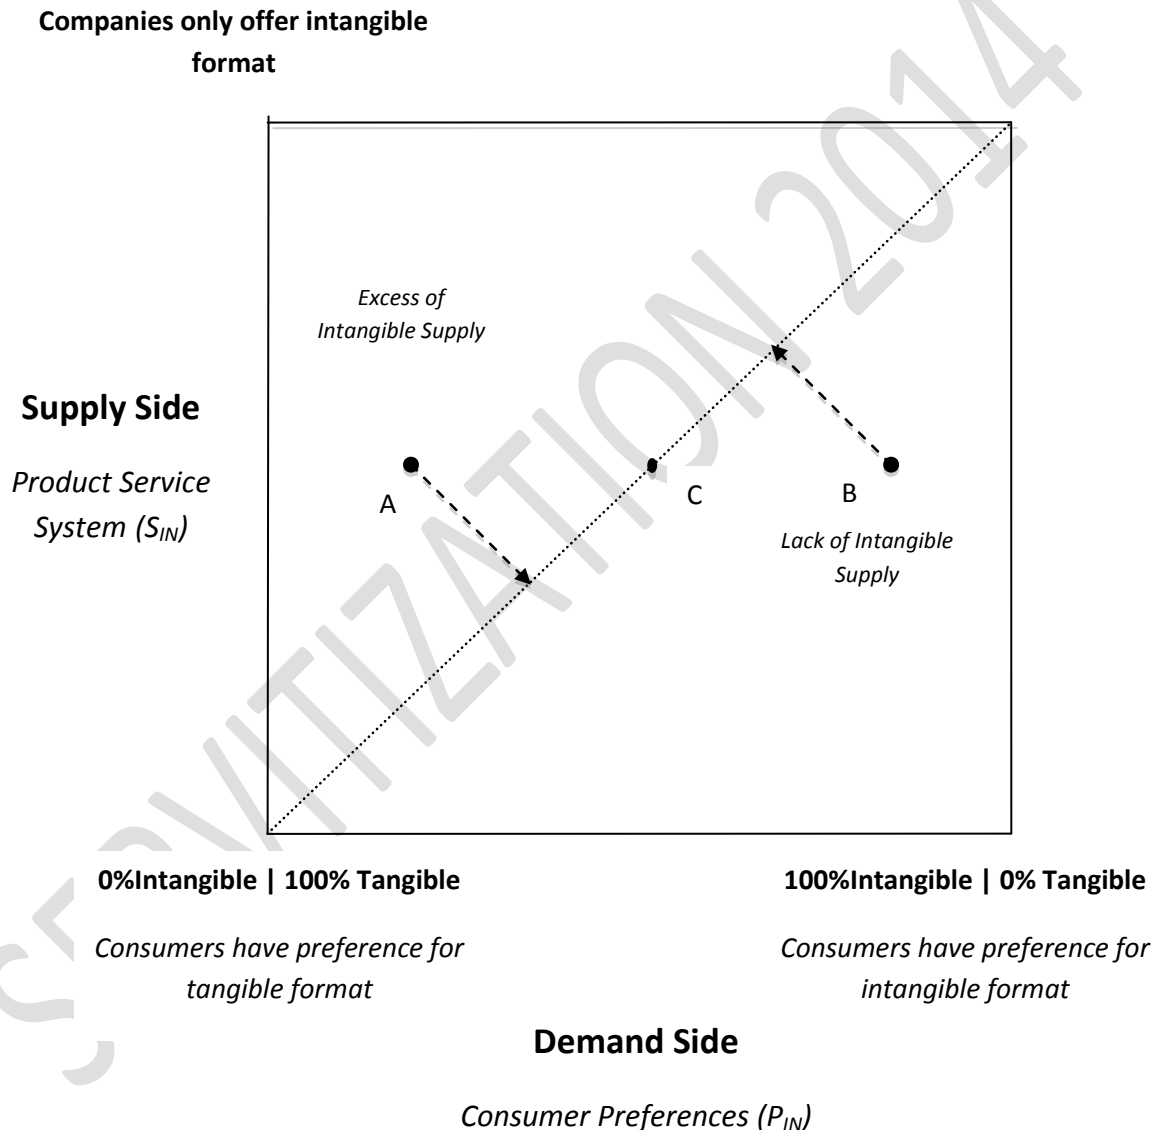 Companies only offer intangible
format
Excess of
Intangible Supply
Supply Side
Product Service
System (SIN)
A
C
B
Lack of Intangible
Supply
0%Intangible | 100% Tangible
100%Intangible | 0% Tangible
Consumers have preference for
tangible format
Consumers have preference for
intangible format
Demand Side
Consumer Preferences (PIN)
SERVITIZATION 2014